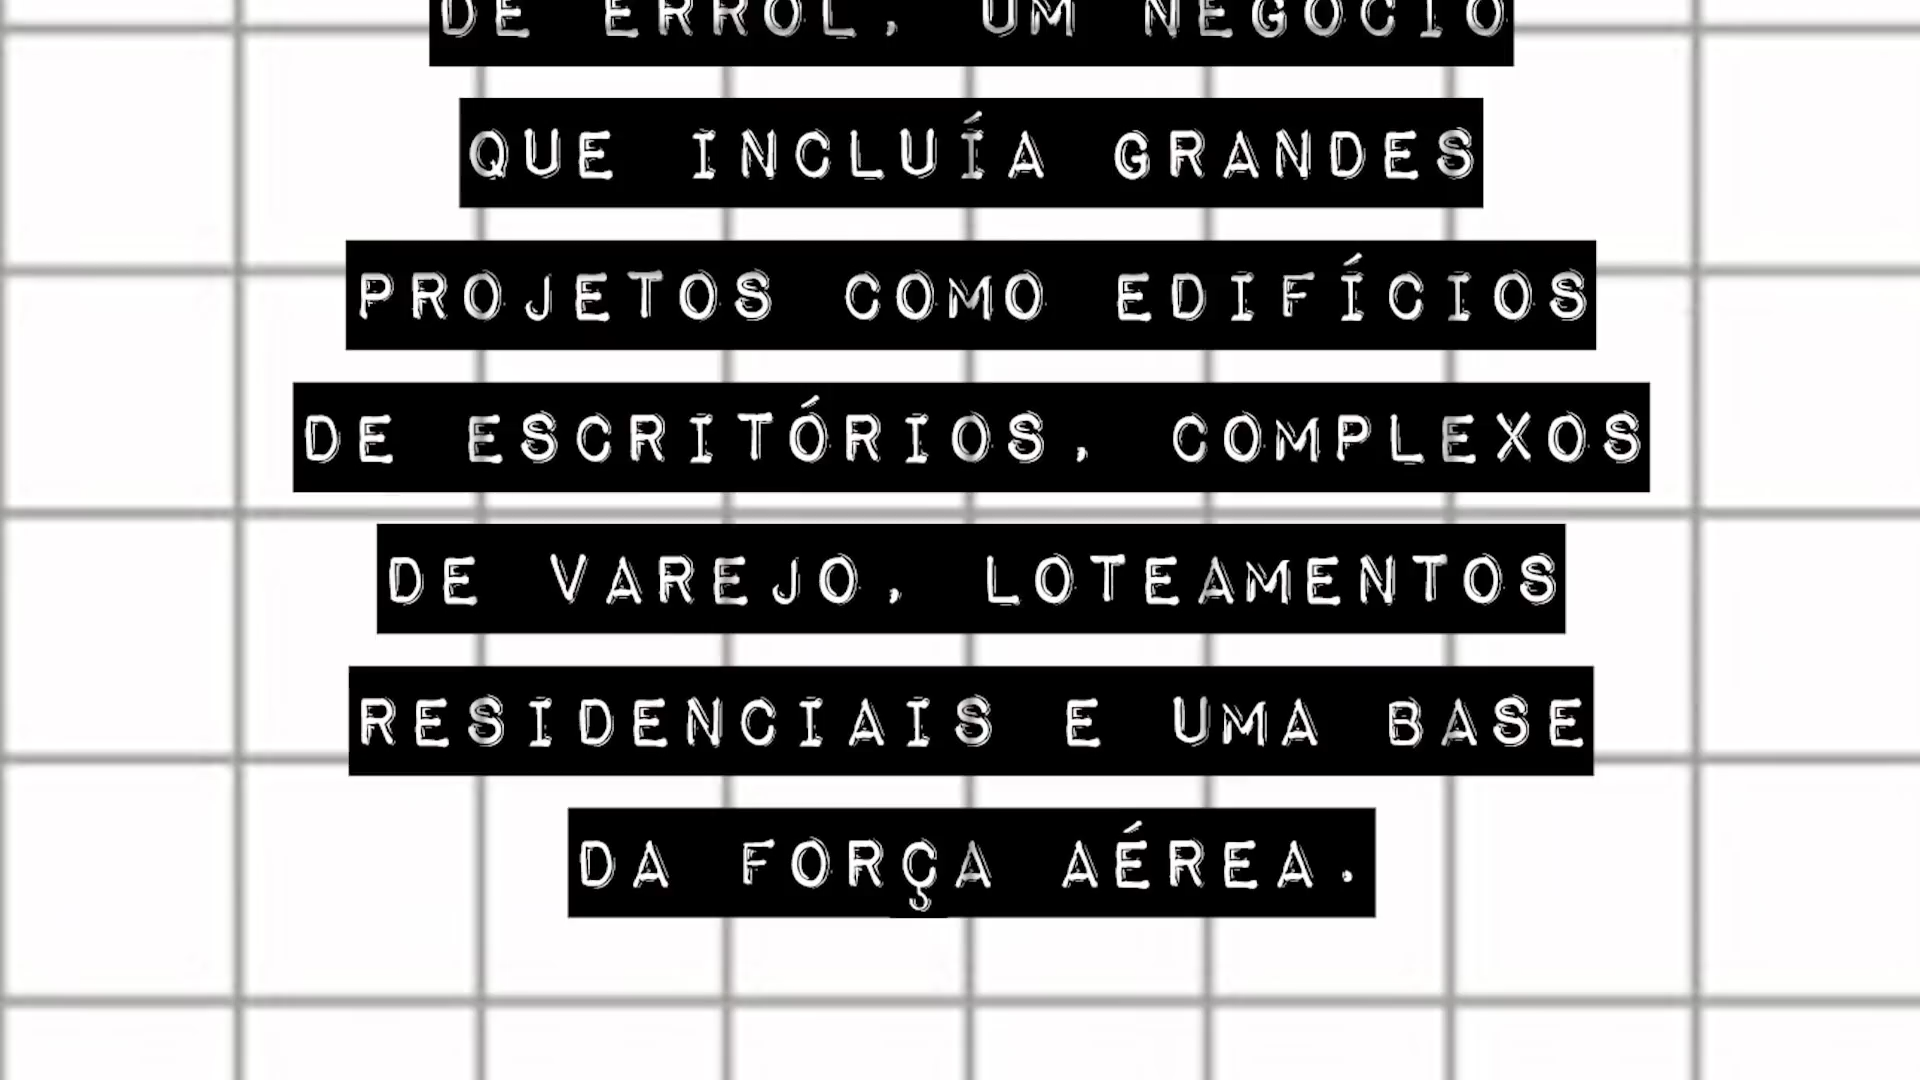 DE ERROL, UM NEGÓCIO
QUE INCLUÍA GRANDES
PROJETOS COMO EDIFÍCIOS
DE ESCRITÓRIOS, COMPLEXOS
DE VAREJO, LOTEAMENTOS
RESIDENCIAIS E UMA BASE
DA FORÇA AÉREA.